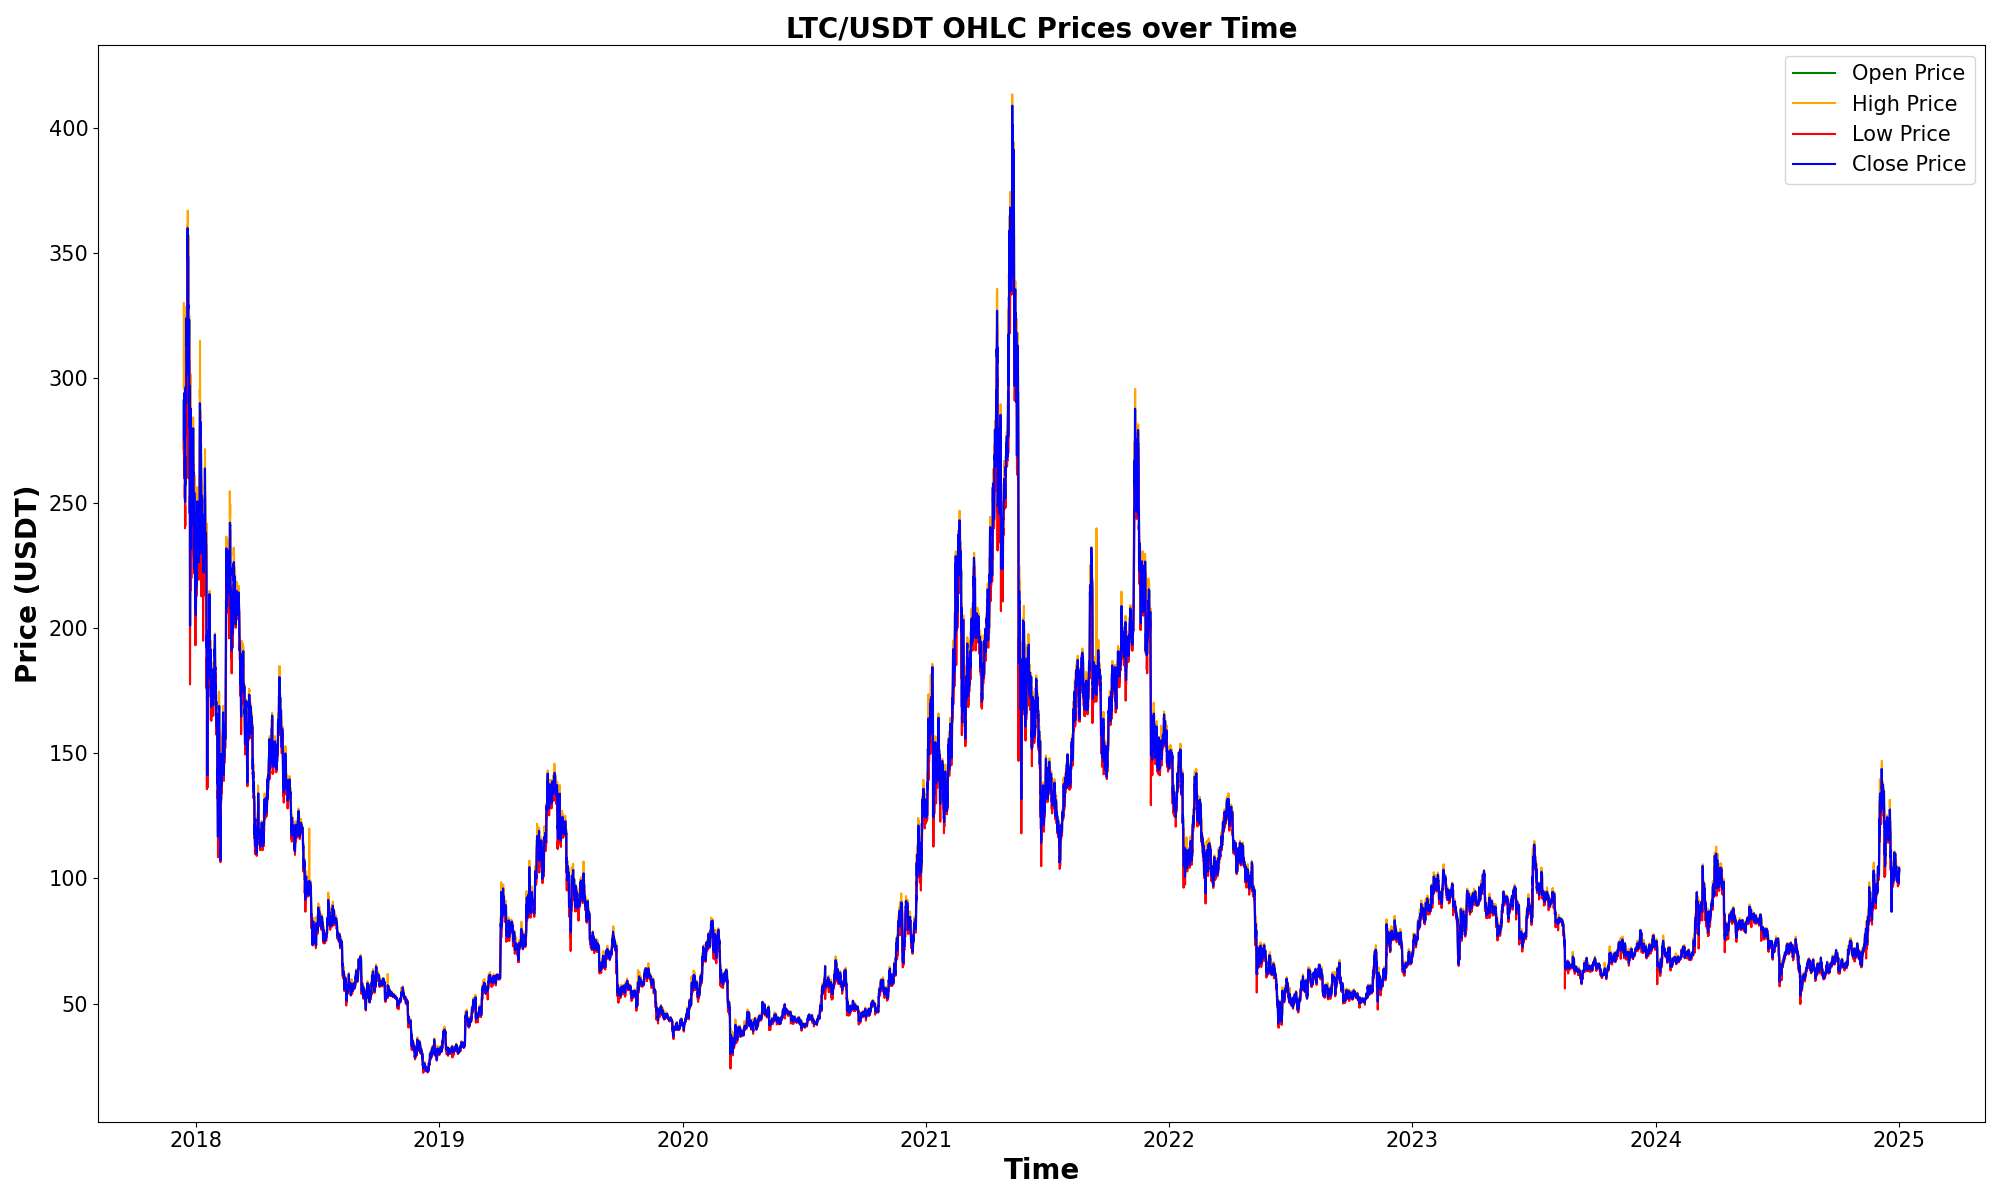 LTC/USDT OHLC Prices over Time
Open Price
High Price
Low Price
Close Price
Price (USDT)
400
350
300
250
200
150
100
50
2018 2019 2020 2021 2022 2023 2024 2025
Time